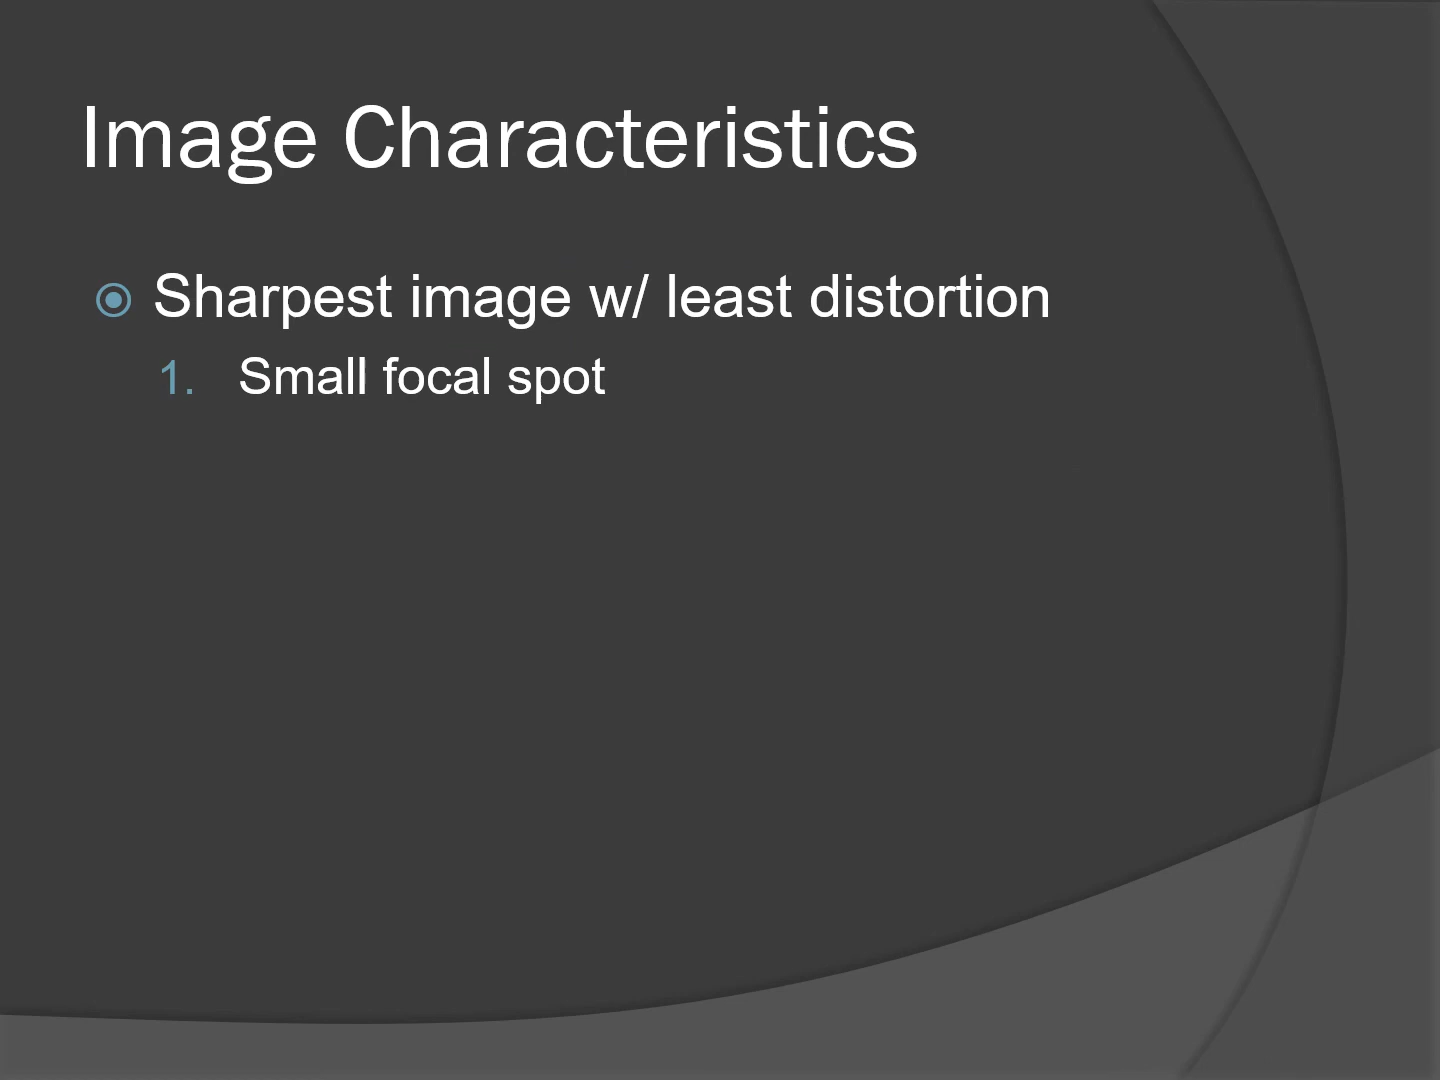 Image Characteristics
Sharpest image w/ least distortion
1. Small focal spot